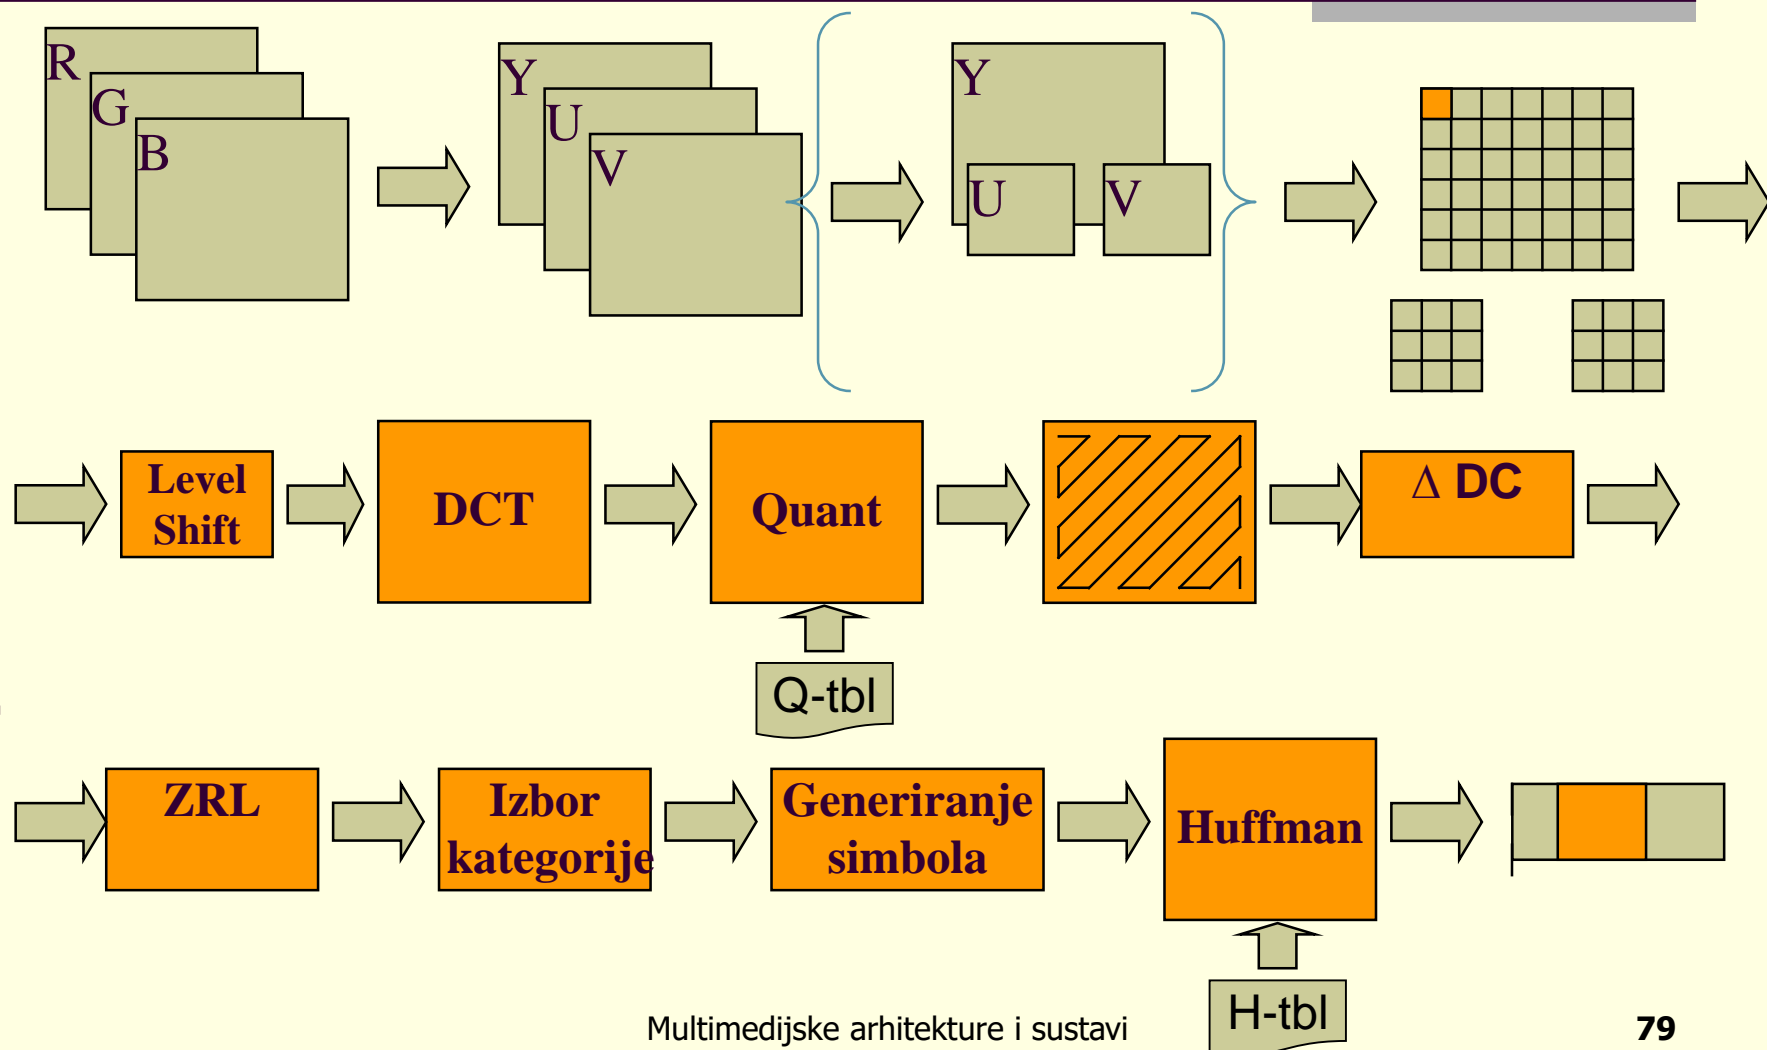 R
G
B
Y
U
V
Y
U
V
Level
Shift
DCT
Quant
Δ DC
Q-tbl
ZRL
Izbor
kategorije
Generiranje
simbola
Huffman
H-tbl
Multimedijske arhitekture i sustavi
79